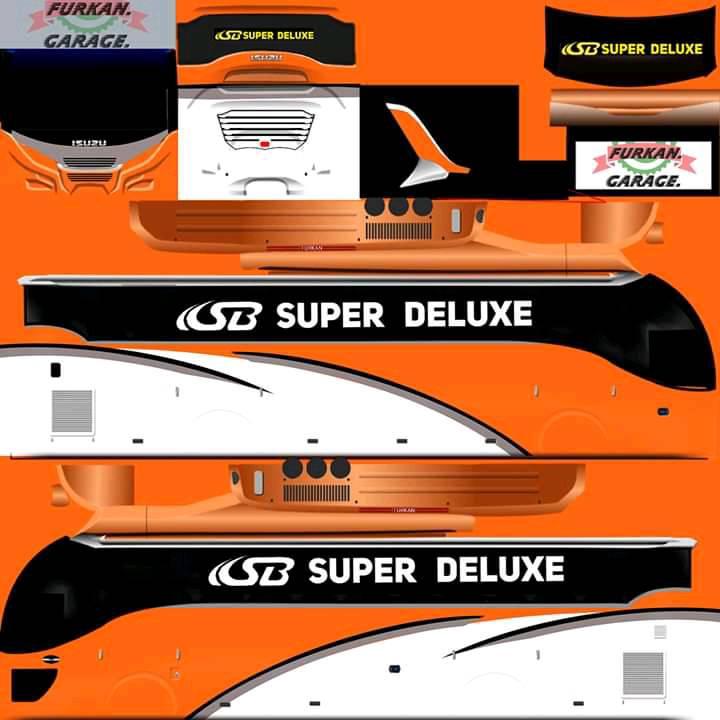 FURKAN.
GARAGE.
SB SUPER DELUXE
ISUZU
SB SUPER DELUXE
ISUZU
FURKAN.
GARAGE.
FURKAN
SB SUPER DELUXE
FURKAN
SB SUPER DELUXE